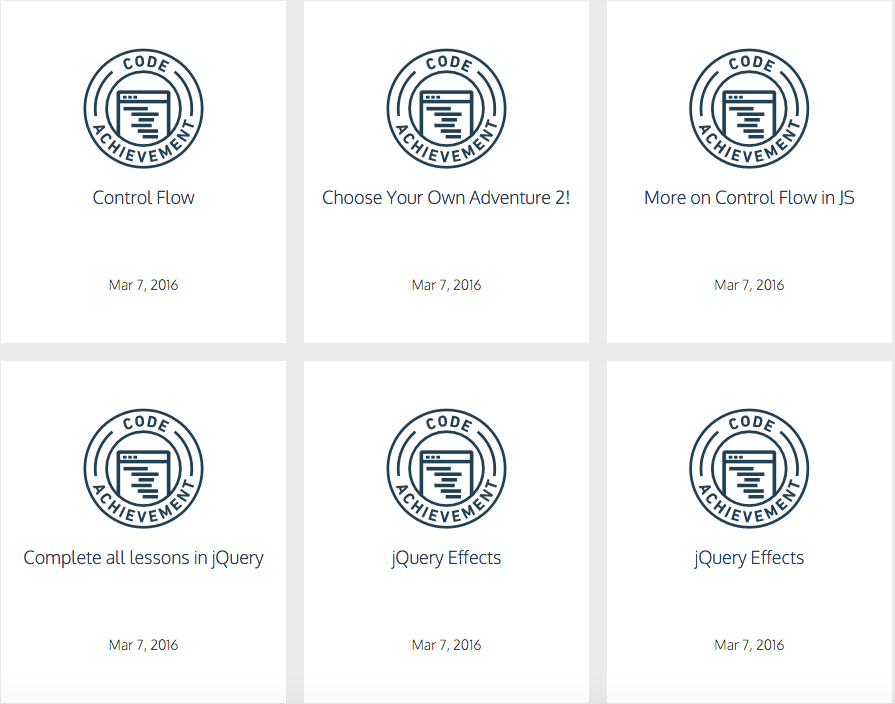 CODE ACHIEVEMENT
CODE ACHIEVEMENT
CODE ACHIEVEMENT
Control Flow
Choose Your Own Adventure 2!
More on Control Flow in JS
Mar 7, 2016
Mar 7, 2016
Mar 7, 2016
CODE ACHIEVEMENT
CODE ACHIEVEMENT
CODE ACHIEVEMENT
Complete all lessons in jQuery
jQuery Effects
jQuery Effects
Mar 7, 2016
Mar 7, 2016
Mar 7, 2016